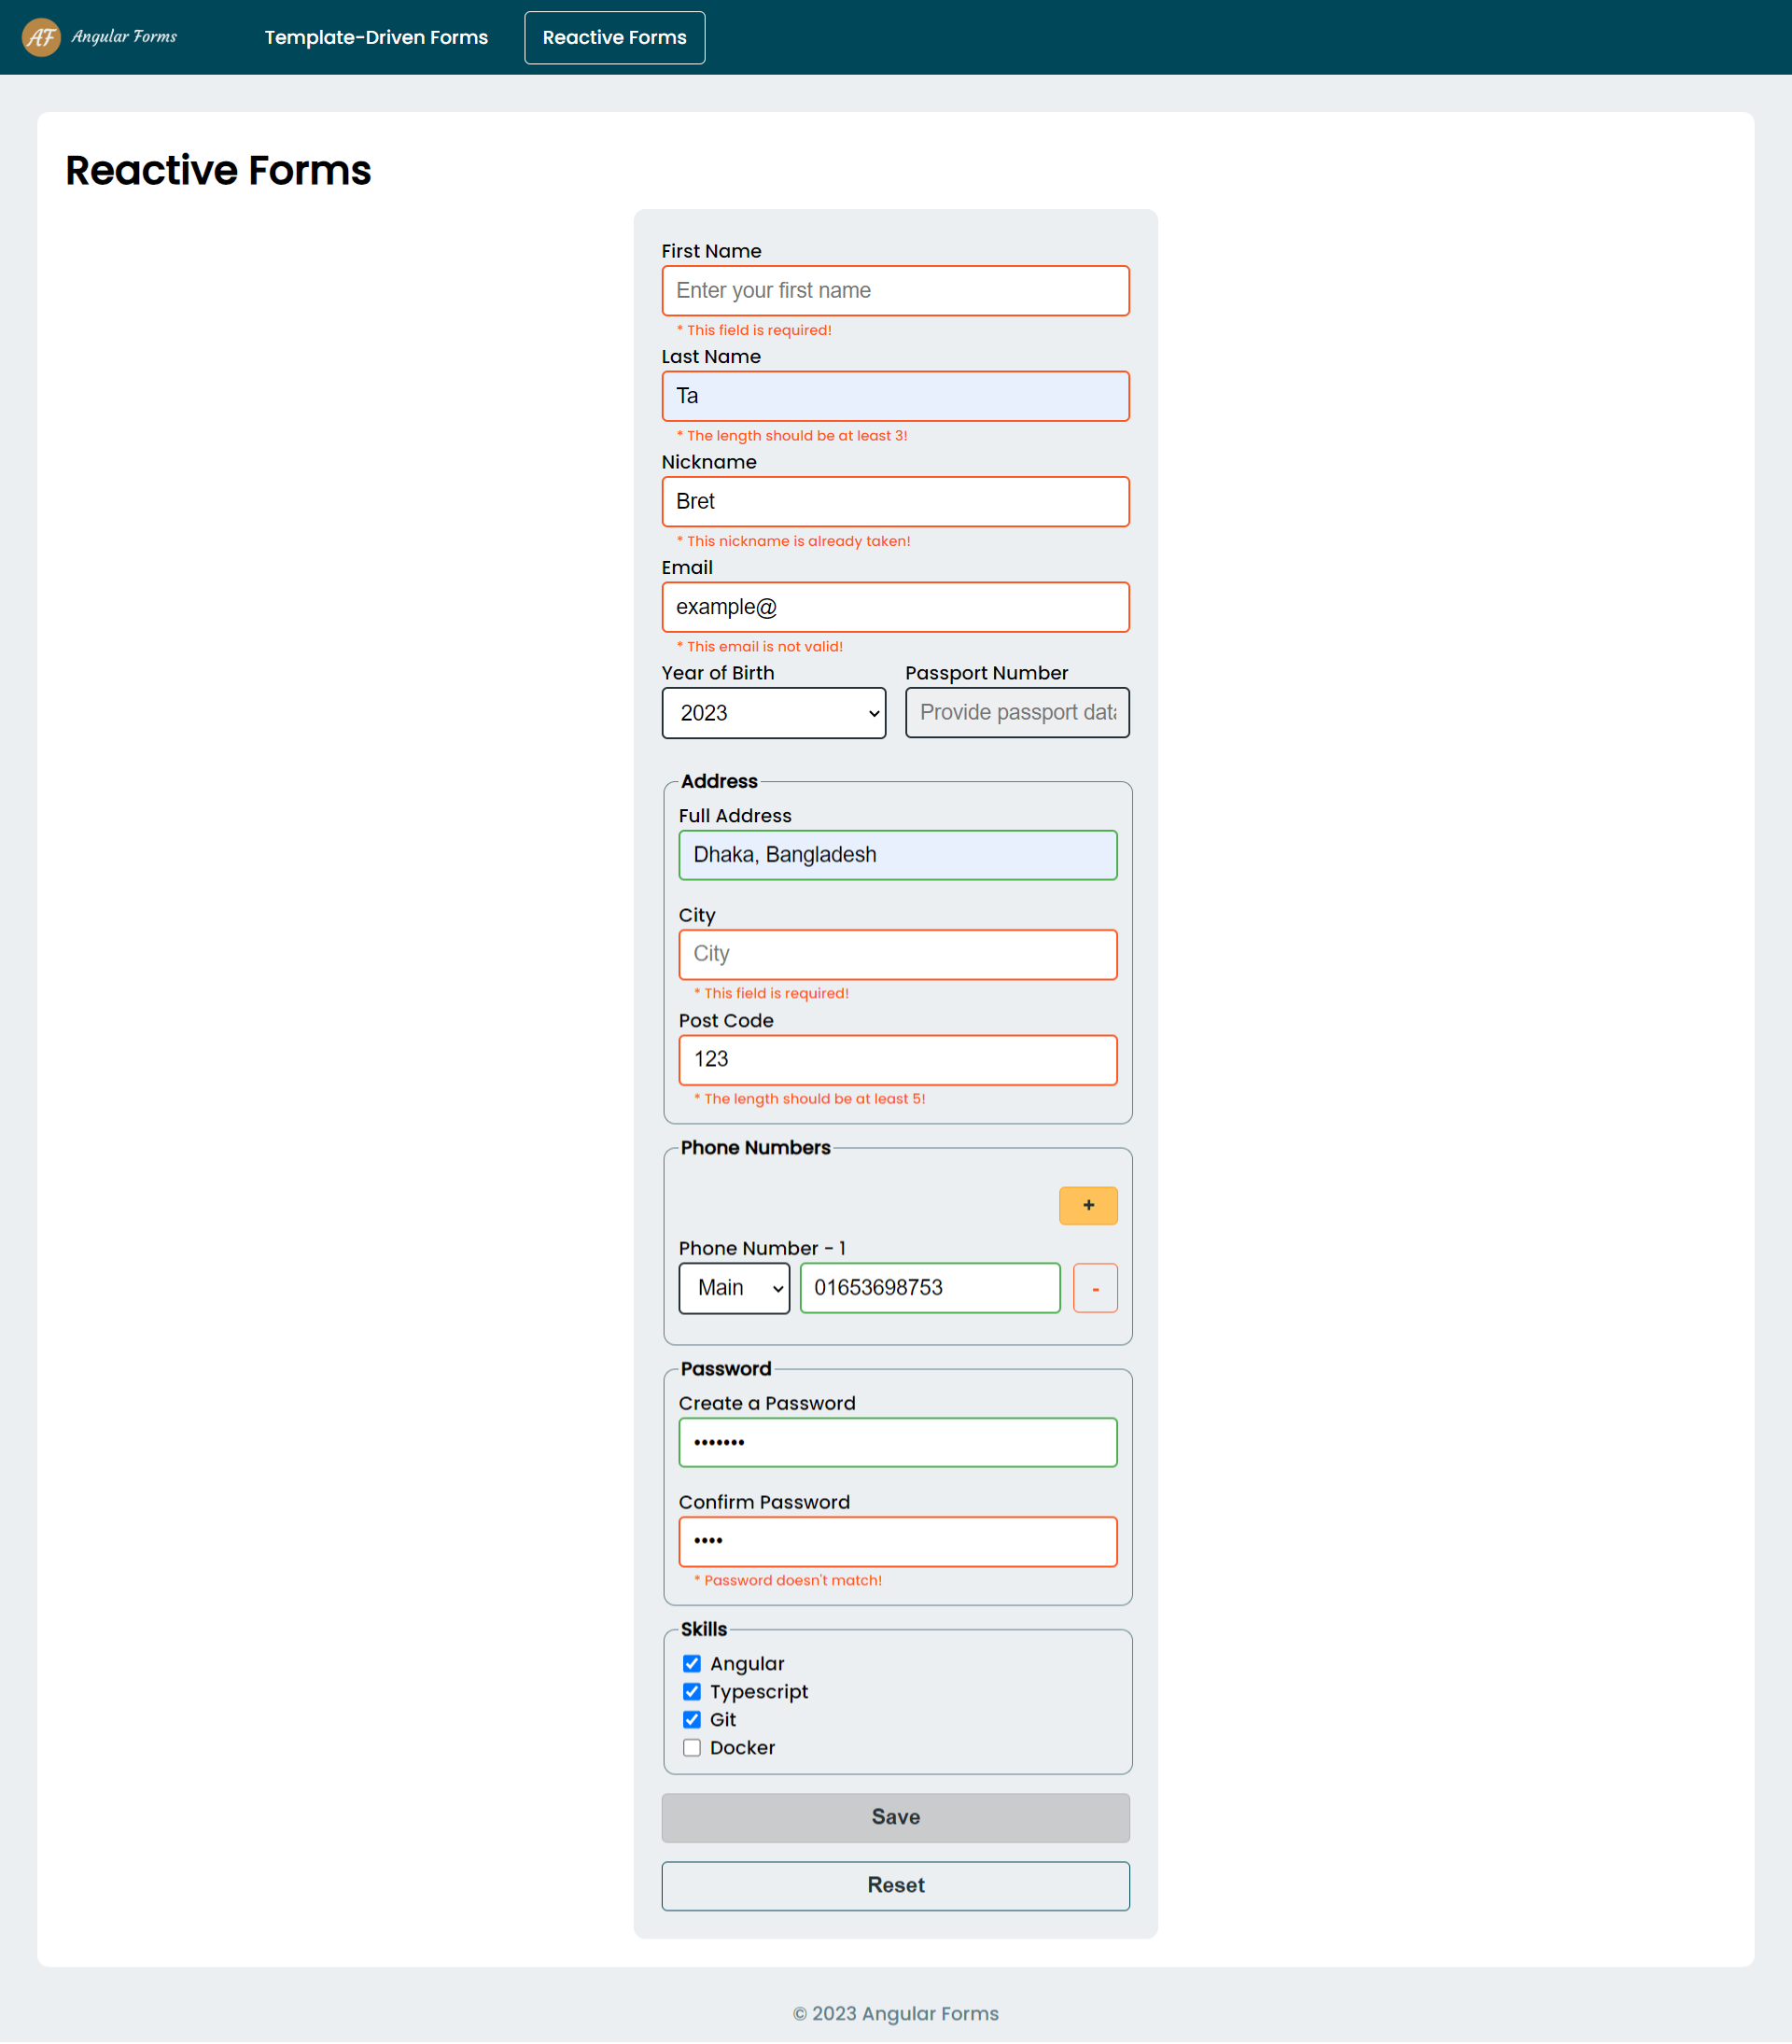 AF Angular Forms Template-Driven Forms Reactive Forms
Reactive Forms
First Name
Enter your first name
* This field is required!
Last Name
Ta
* The length should be at least 3!
Nickname
Bret
* This nickname is already taken!
Email
example@
* This email is not valid!
Year of Birth Passport Number
2023 Provide passport data
Address
Full Address
Dhaka, Bangladesh
City
City
* This field is required!
Post Code
123
* The length should be at least 5!
Phone Numbers
+
Phone Number - 1
Main 01653698753 -
Password
Create a Password
•••••••
Confirm Password
••••
* Password doesn't match!
Skills
Angular
Typescript
Git
Docker
Save
Reset
© 2023 Angular Forms